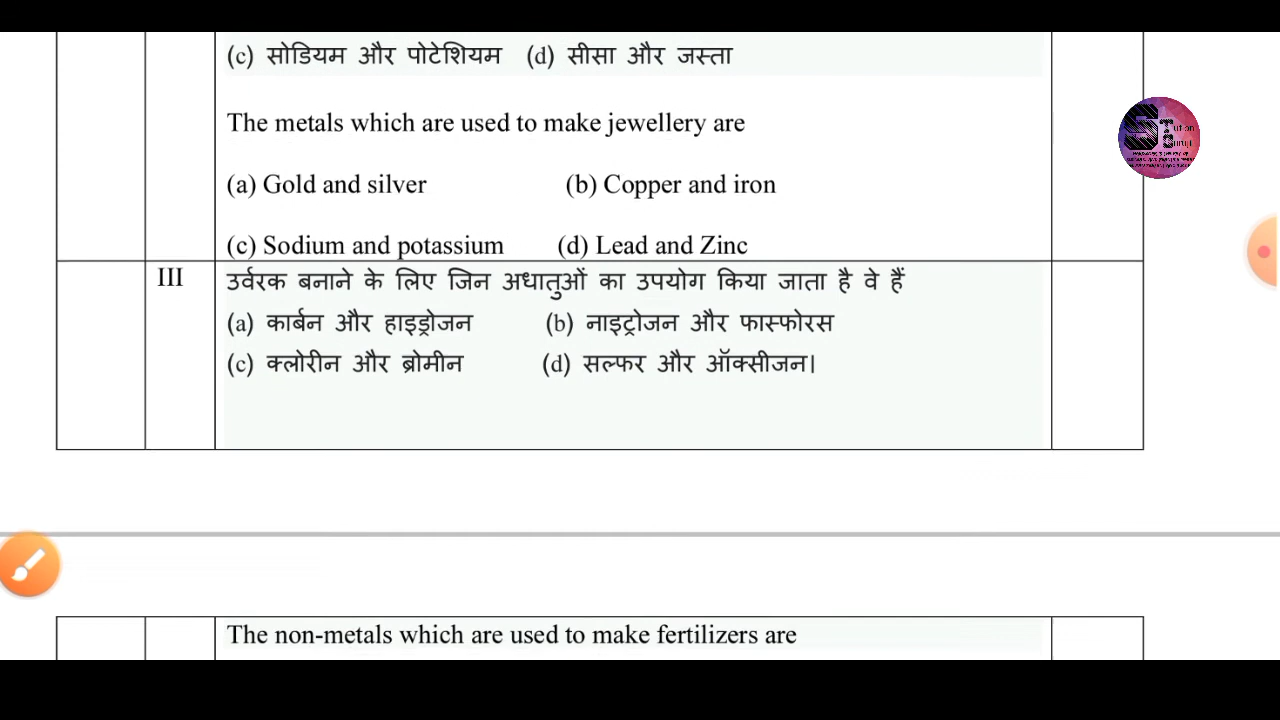 (c) सोडियम और पोटेशियम (d) सीसा और जस्ता
The metals which are used to make jewellery are
(a) Gold and silver (b) Copper and iron
(c) Sodium and potassium (d) Lead and Zinc
III उर्वरक बनाने के लिए जिन अधातुओं का उपयोग किया जाता है वे हैं
(a) कार्बन और हाइड्रोजन (b) नाइट्रोजन और फास्फोरस
(c) क्लोरीन और ब्रोमीन (d) सल्फर और ऑक्सीजन।
The non-metals which are used to make fertilizers are